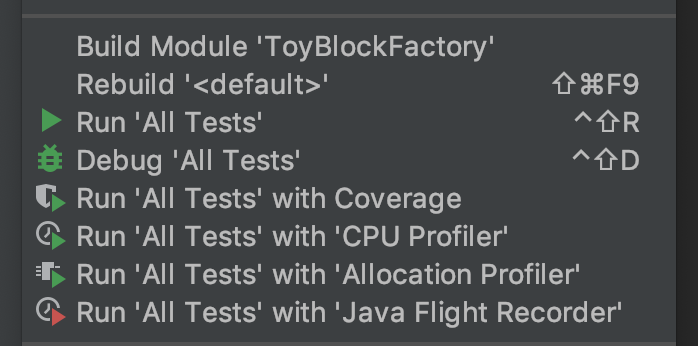 Build Module 'ToyBlockFactory'
Rebuild '<default>' ⇧⌘F9
Run 'All Tests' ^⇧R
Debug 'All Tests' ^⇧D
Run 'All Tests' with Coverage
Run 'All Tests' with 'CPU Profiler'
Run 'All Tests' with 'Allocation Profiler'
Run 'All Tests' with 'Java Flight Recorder'